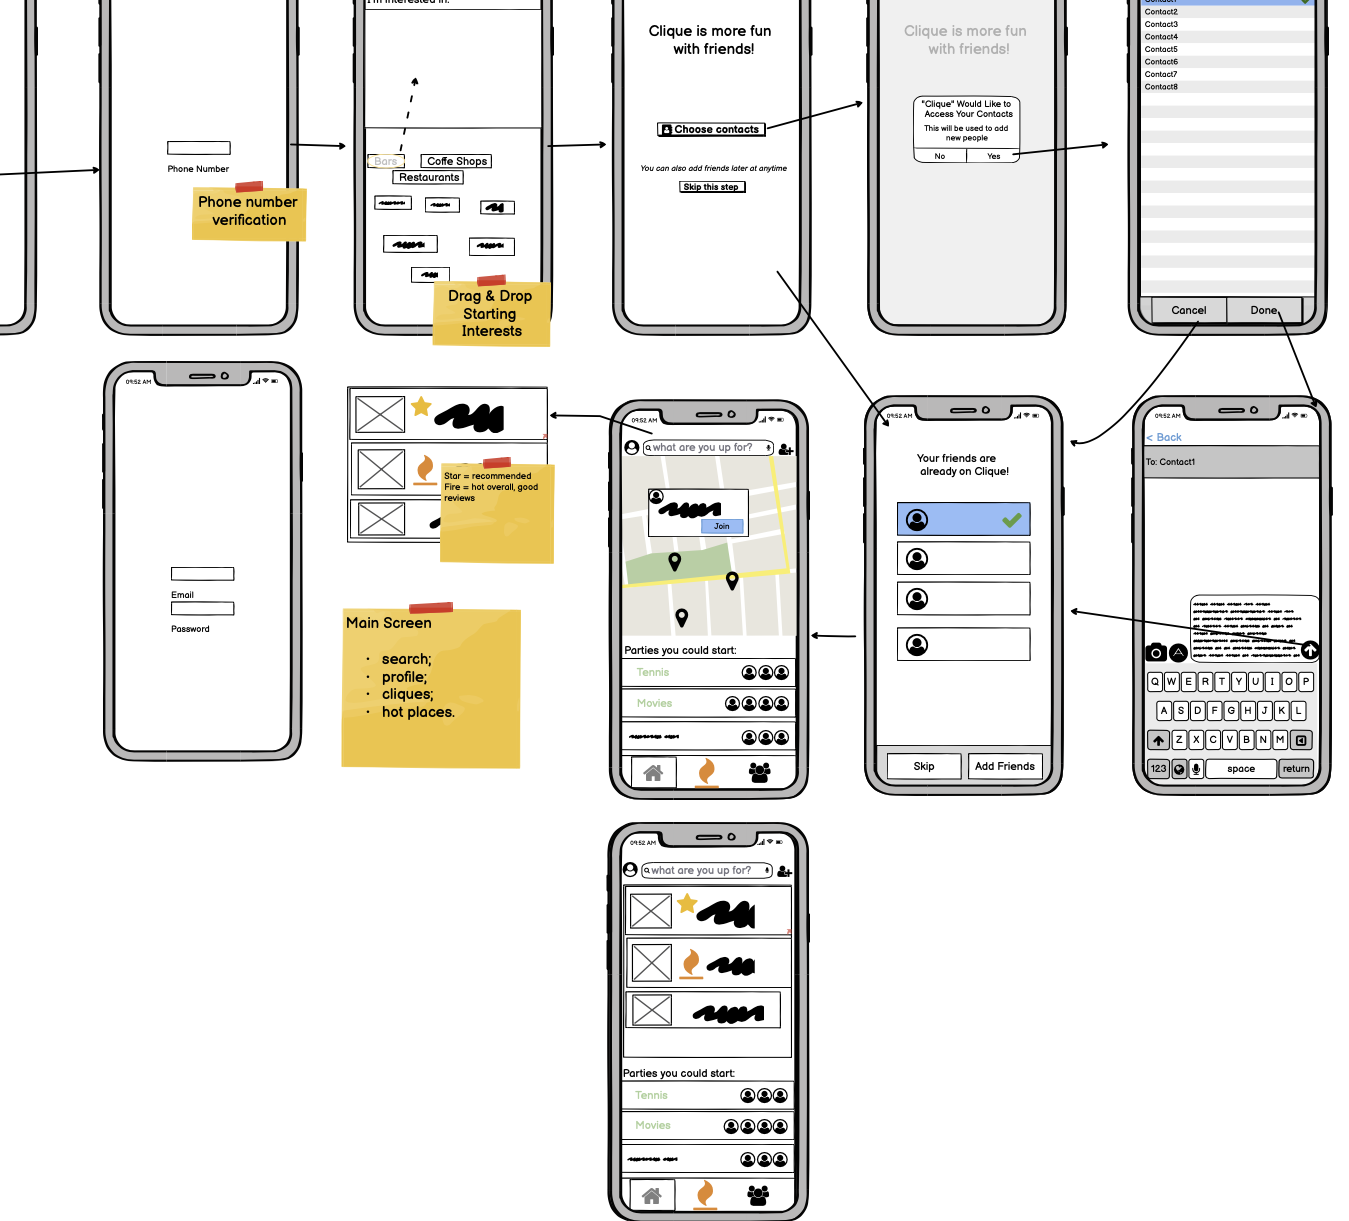 I'm interested in:
Clique is more fun
with friends!
Clique is more fun
with friends!
Contact1
Contact2
Contact3
Contact4
Contact5
Contact6
Contact7
Contact8
Phone Number
Phone number
verification
Bars
Coffe Shops
Restaurants
Drag & Drop
Starting
Interests
Choose contacts
You can also add friends later at anytime
Skip this step
"Clique" Would Like to
Access Your Contacts
This will be used to add
new people
No
Yes
Cancel
Done
09:52 AM
Email
Password
Star = recommended
Fire = hot overall, good
reviews
Main Screen
· search;
· profile;
· cliques;
· hot places.
09:52 AM
what are you up for?
Join
Parties you could start:
Tennis
Movies
09:52 AM
Your friends are
already on Clique!
Skip
Add Friends
09:52 AM
< Back
To: Contact1
Q W E R T Y U I O P
A S D F G H J K L
Z X C V B N M
123
space
return
09:52 AM
what are you up for?
Parties you could start:
Tennis
Movies